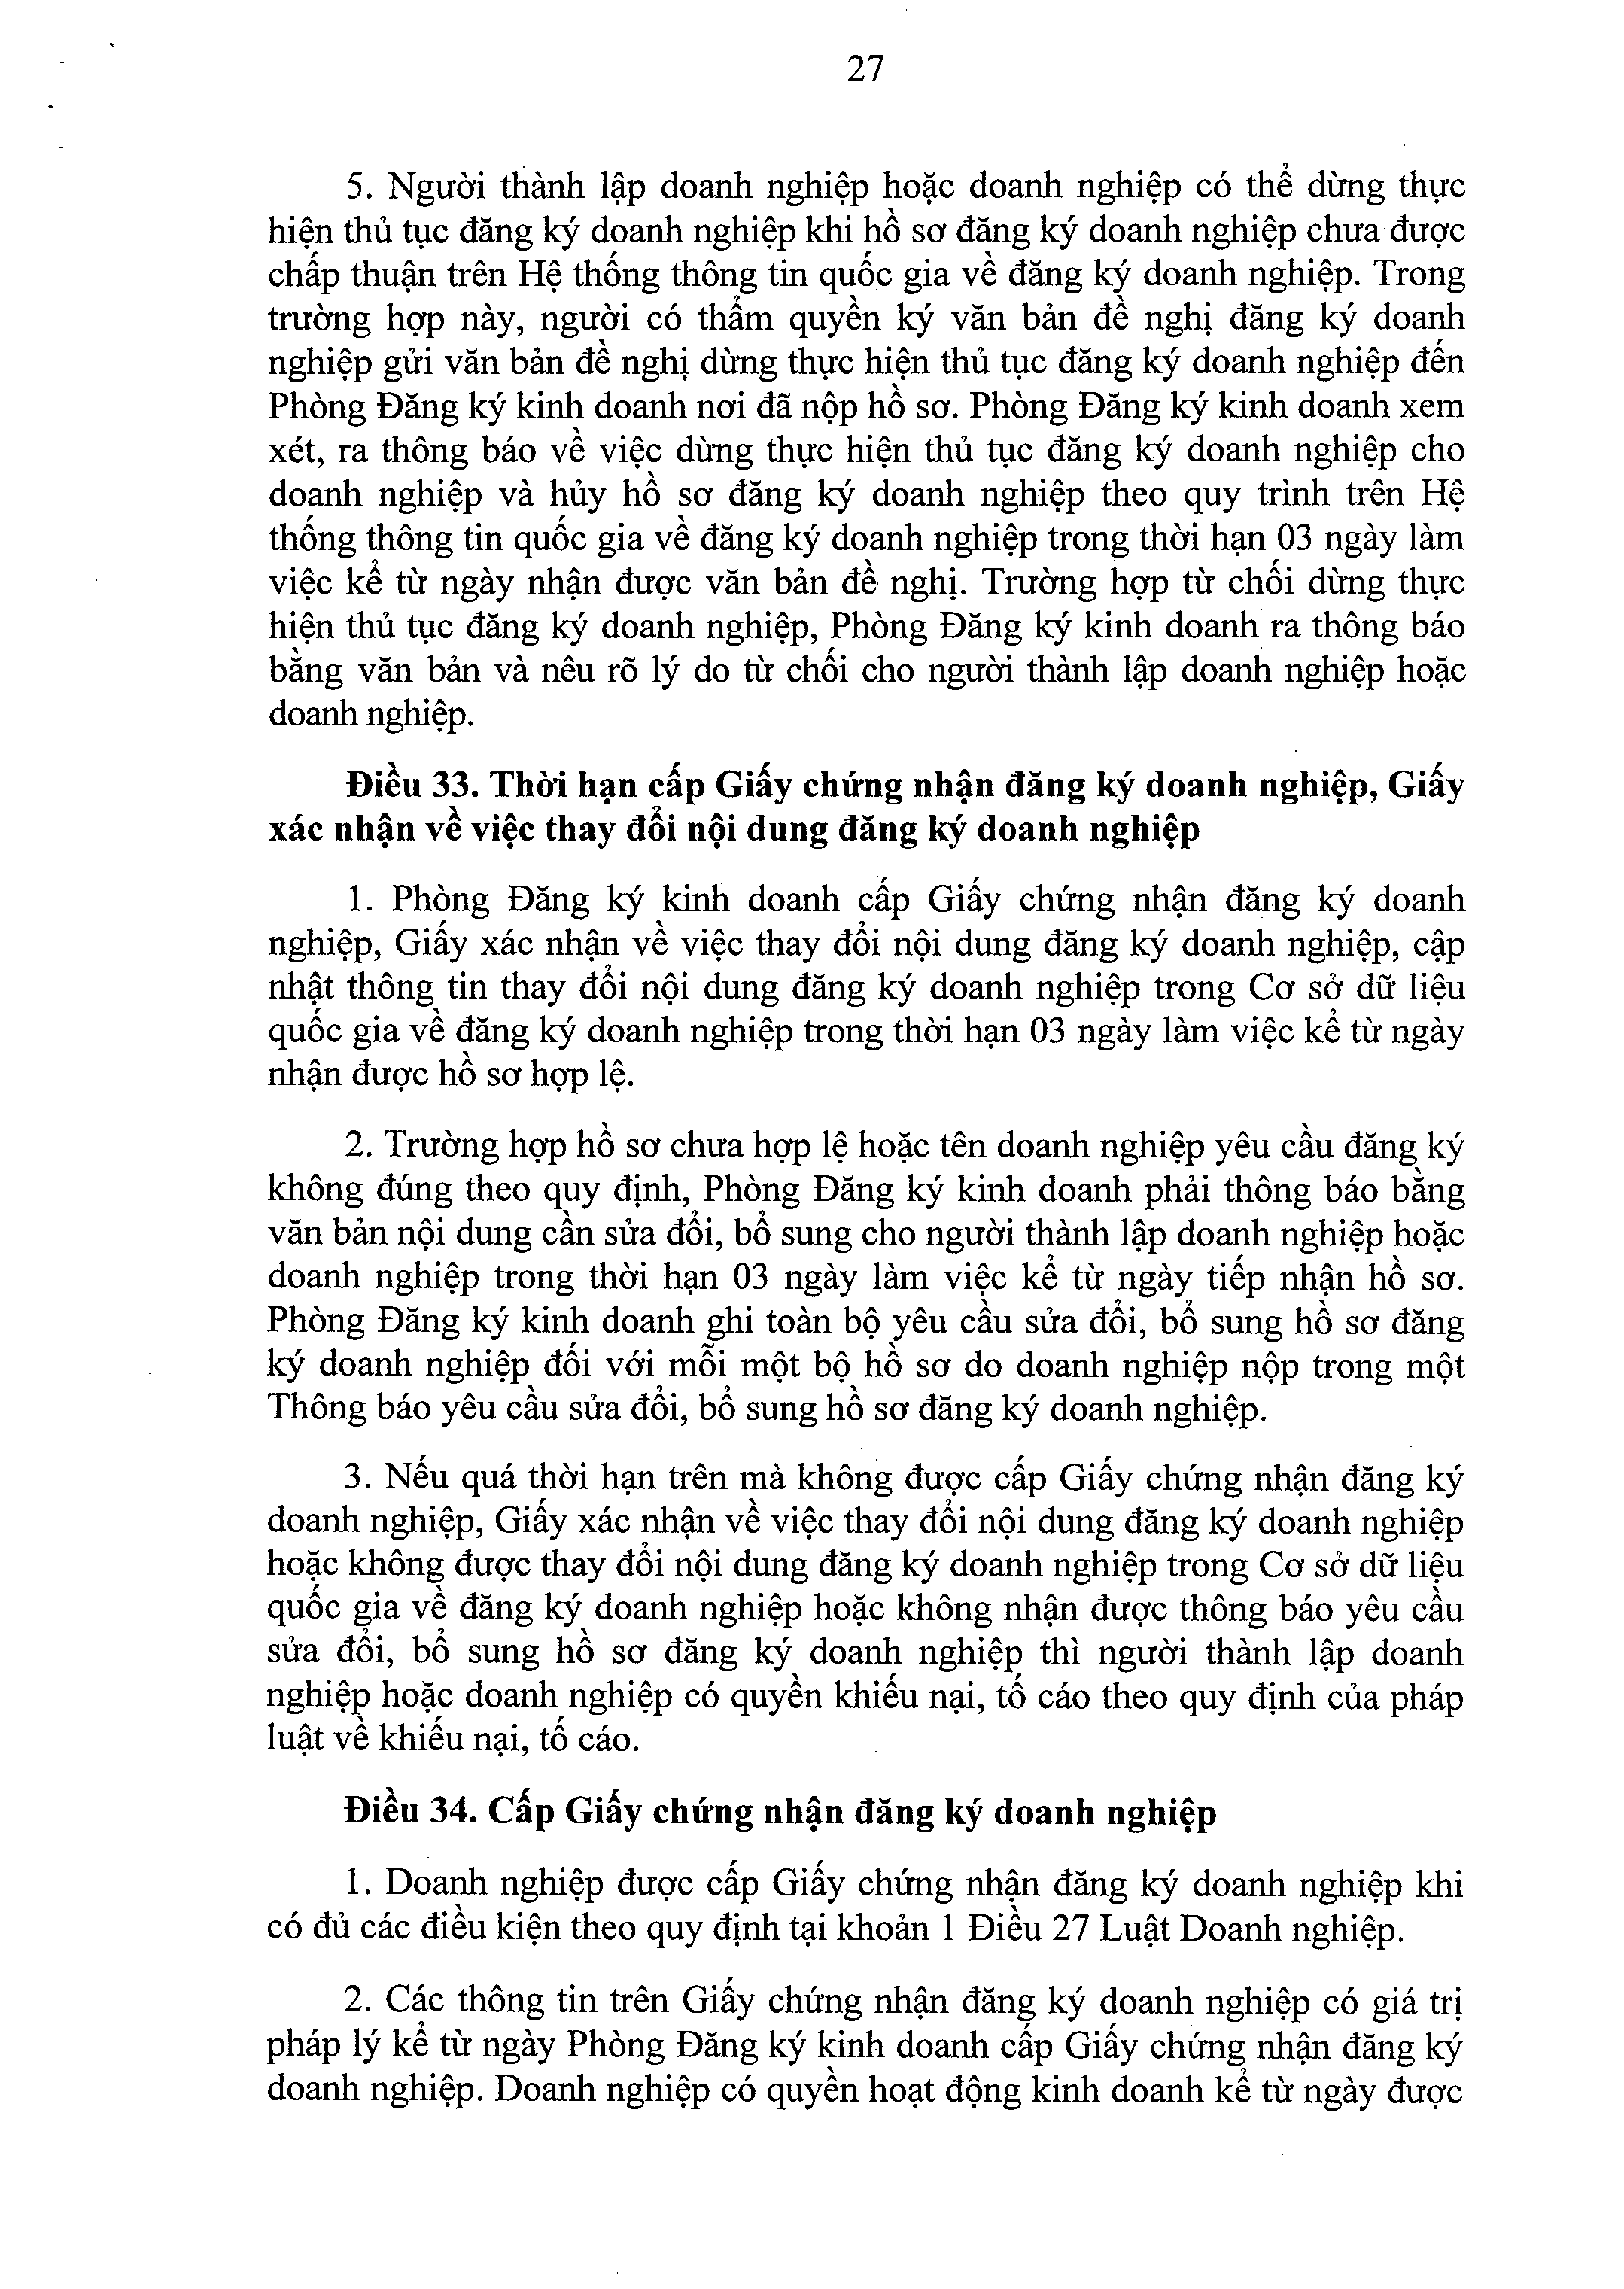 27
5. Người thành lập doanh nghiệp hoặc doanh nghiệp có thể dừng thực
hiện thủ tục đăng ký doanh nghiệp khi hồ sơ đăng ký doanh nghiệp chưa được
chấp thuận trên Hệ thống thông tin quốc gia về đăng ký doanh nghiệp. Trong
trường hợp này, người có thẩm quyền ký văn bản đề nghị đăng ký doanh
nghiệp gửi văn bản đề nghị dừng thực hiện thủ tục đăng ký doanh nghiệp đến
Phòng Đăng ký kinh doanh nơi đã nộp hồ sơ. Phòng Đăng ký kinh doanh xem
xét, ra thông báo về việc dừng thực hiện thủ tục đăng ký doanh nghiệp cho
doanh nghiệp và hủy hồ sơ đăng ký doanh nghiệp theo quy trình trên Hệ
thống thông tin quốc gia về đăng ký doanh nghiệp trong thời hạn 03 ngày làm
việc kể từ ngày nhận được văn bản đề nghị. Trường hợp từ chối dừng thực
hiện thủ tục đăng ký doanh nghiệp, Phòng Đăng ký kinh doanh ra thông báo
bằng văn bản và nêu rõ lý do từ chối cho người thành lập doanh nghiệp hoặc
doanh nghiệp.
Điều 33. Thời hạn cấp Giấy chứng nhận đăng ký doanh nghiệp, Giấy
xác nhận về việc thay đổi nội dung đăng ký doanh nghiệp
1. Phòng Đăng ký kinh doanh cấp Giấy chứng nhận đăng ký doanh
nghiệp, Giấy xác nhận về việc thay đổi nội dung đăng ký doanh nghiệp, cập
nhật thông tin thay đổi nội dung đăng ký doanh nghiệp trong Cơ sở dữ liệu
quốc gia về đăng ký doanh nghiệp trong thời hạn 03 ngày làm việc kể từ ngày
nhận được hồ sơ hợp lệ.
2. Trường hợp hồ sơ chưa hợp lệ hoặc tên doanh nghiệp yêu cầu đăng ký
không đúng theo quy định, Phòng Đăng ký kinh doanh phải thông báo bằng
văn bản nội dung cần sửa đổi, bổ sung cho người thành lập doanh nghiệp hoặc
doanh nghiệp trong thời hạn 03 ngày làm việc kể từ ngày tiếp nhận hồ sơ.
Phòng Đăng ký kinh doanh ghi toàn bộ yêu cầu sửa đổi, bổ sung hồ sơ đăng
ký doanh nghiệp đối với mỗi một bộ hồ sơ do doanh nghiệp nộp trong một
Thông báo yêu cầu sửa đổi, bổ sung hồ sơ đăng ký doanh nghiệp.
3. Nếu quá thời hạn trên mà không được cấp Giấy chứng nhận đăng ký
doanh nghiệp, Giấy xác nhận về việc thay đổi nội dung đăng ký doanh nghiệp
hoặc không được thay đổi nội dung đăng ký doanh nghiệp trong Cơ sở dữ liệu
quốc gia về đăng ký doanh nghiệp hoặc không nhận được thông báo yêu cầu
sửa đổi, bổ sung hồ sơ đăng ký doanh nghiệp thì người thành lập doanh
nghiệp hoặc doanh nghiệp có quyền khiếu nại, tố cáo theo quy định của pháp
luật về khiếu nại, tố cáo.
Điều 34. Cấp Giấy chứng nhận đăng ký doanh nghiệp
1. Doanh nghiệp được cấp Giấy chứng nhận đăng ký doanh nghiệp khi
có đủ các điều kiện theo quy định tại khoản 1 Điều 27 Luật Doanh nghiệp.
2. Các thông tin trên Giấy chứng nhận đăng ký doanh nghiệp có giá trị
pháp lý kể từ ngày Phòng Đăng ký kinh doanh cấp Giấy chứng nhận đăng ký
doanh nghiệp. Doanh nghiệp có quyền hoạt động kinh doanh kể từ ngày được